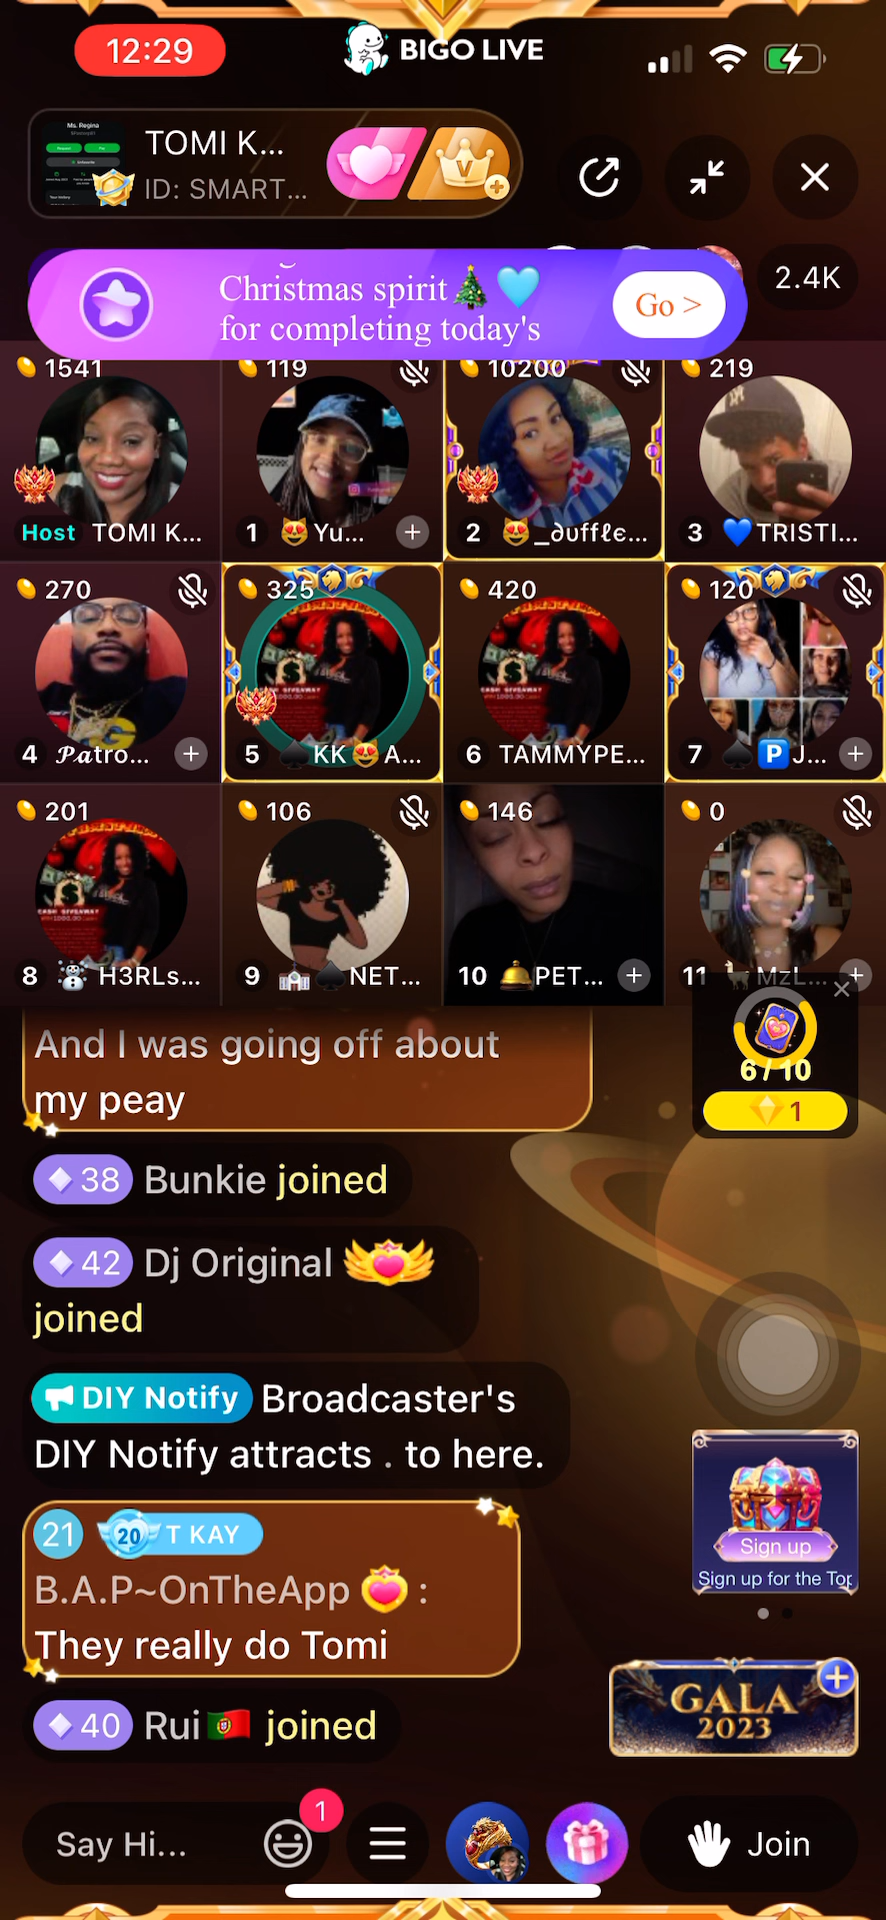 12:29
BIGO LIVE
Ms. Regina
TOMI K...
ID: SMART...
V
2.4K
Christmas spirit🎄🩵
for completing today's
Go >
1541
119
10200
219
Host TOMI K...
1 😻Yu... +
2 😻_∂υffℓє...
3 💙TRISTI...
270
325
420
120
4 𝓟𝓪tro... +
5 ♠️KK😻A...
6 TAMMYPE...
7 ♠️🅿️J... +
201
106
146
0
8 ☃️ H3RLs...
9 ♠️NET...
10 🛎️PET... +
11 🦙MzL... +
And I was going off about
my peay
6/10
1
38 Bunkie joined
42 Dj Original
joined
DIY Notify Broadcaster's
DIY Notify attracts . to here.
Sign up
Sign up for the Top
21 20 T KAY
B.A.P~OnTheApp :
They really do Tomi
GALA
2023
40 Rui🇵🇹 joined
1
Say Hi...
Join